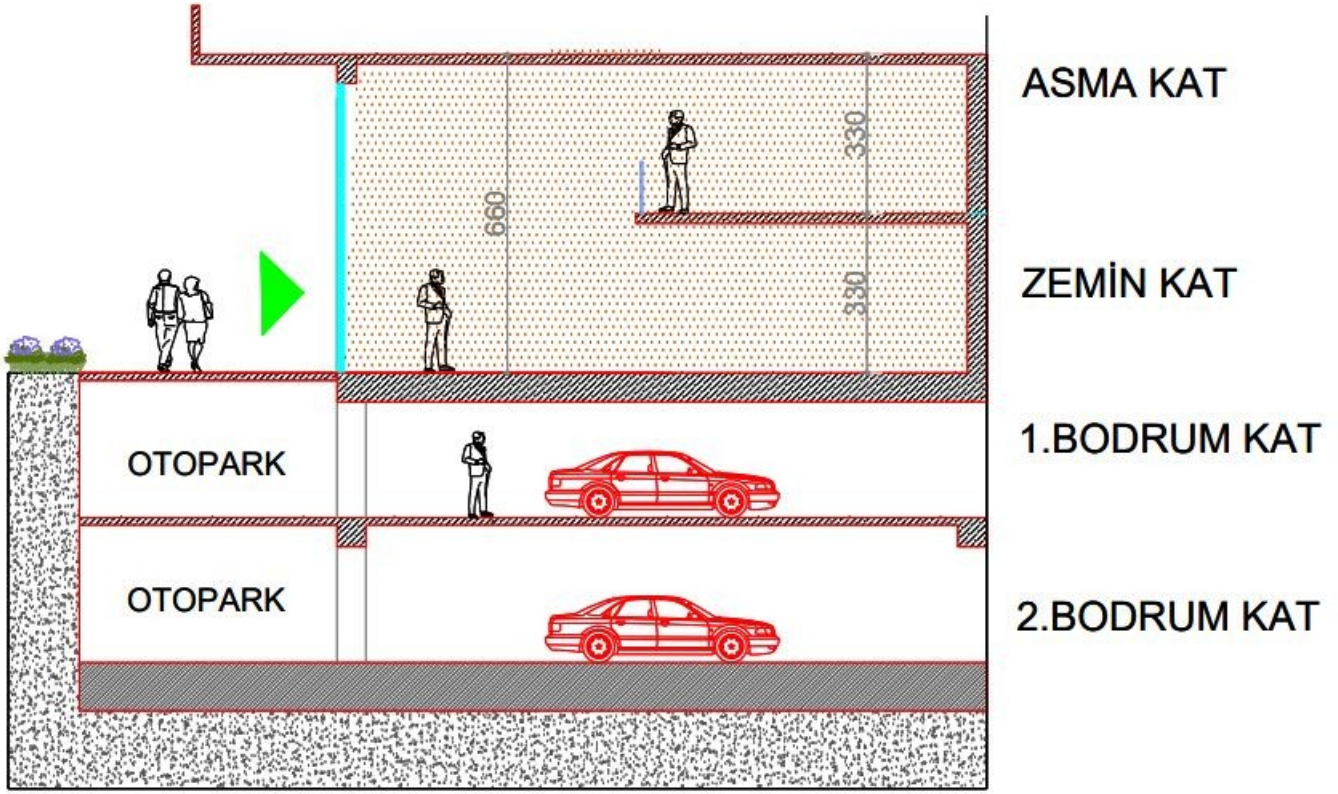 ASMA KAT
330
660
ZEMİN KAT
330
1.BODRUM KAT
OTOPARK
OTOPARK
2.BODRUM KAT